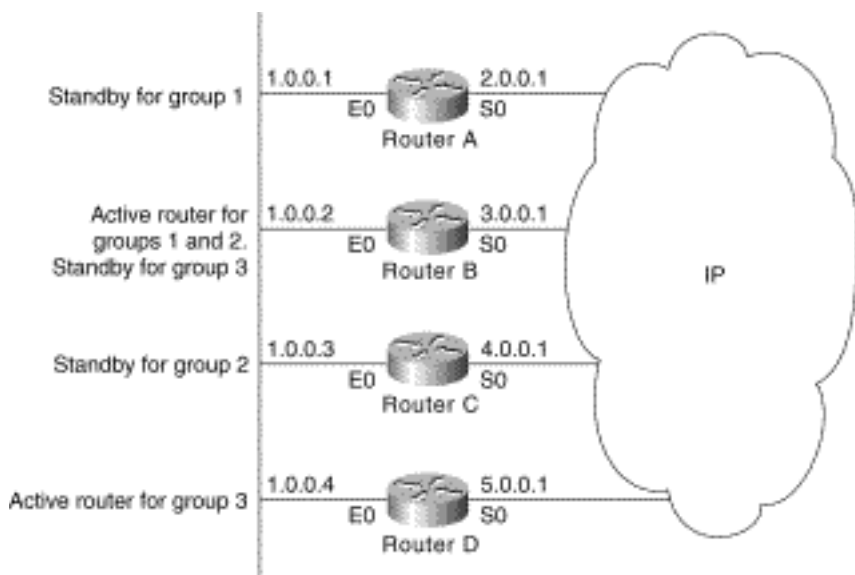 Standby for group 1
1.0.0.1
2.0.0.1
E0
S0
Router A
Active router for
groups 1 and 2.
Standby for group 3
1.0.0.2
3.0.0.1
E0
S0
Router B
IP
Standby for group 2
1.0.0.3
4.0.0.1
E0
S0
Router C
Active router for group 3
1.0.0.4
5.0.0.1
E0
S0
Router D